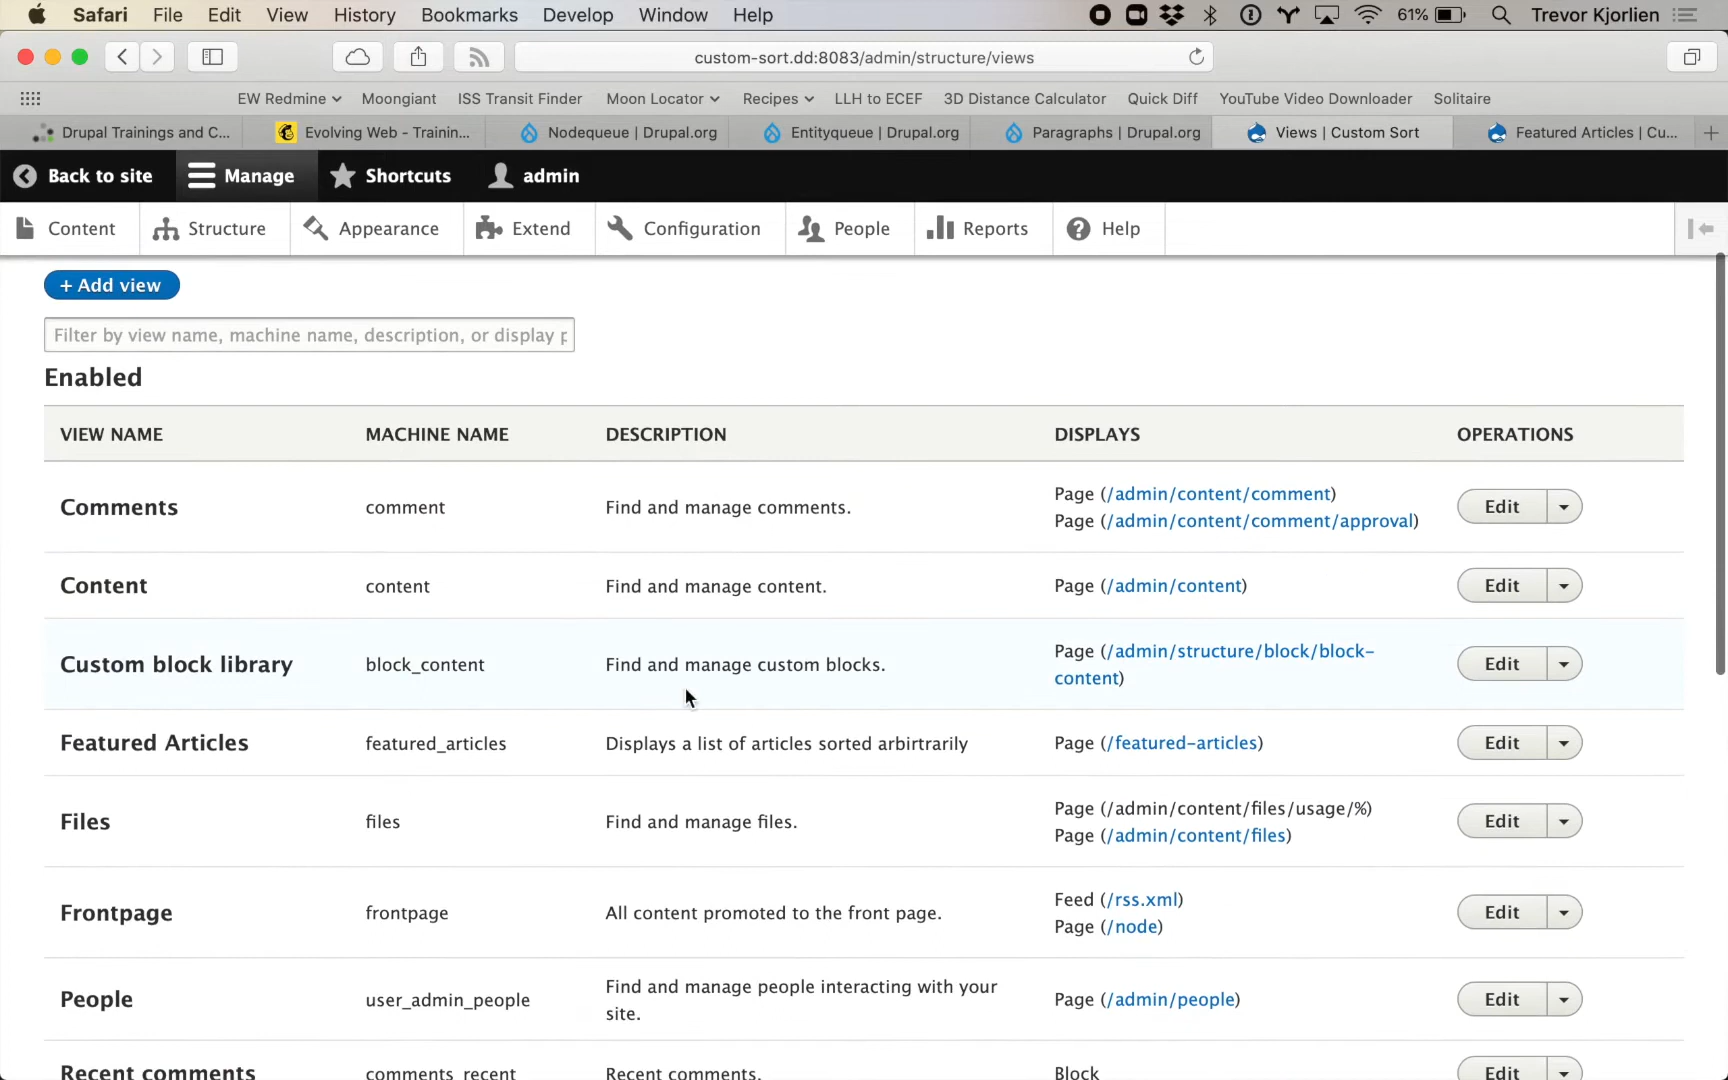 Safari File Edit View History Bookmarks Develop Window Help 61% Trevor Kjorlien
custom-sort.dd:8083/admin/structure/views
EW Redmine Moongiant ISS Transit Finder Moon Locator Recipes LLH to ECEF 3D Distance Calculator Quick Diff YouTube Video Downloader Solitaire
Drupal Trainings and C... Evolving Web - Trainin... Nodequeue | Drupal.org Entityqueue | Drupal.org Paragraphs | Drupal.org Views | Custom Sort Featured Articles | Cu...
Back to site Manage Shortcuts admin
Content Structure Appearance Extend Configuration People Reports Help
+ Add view
Filter by view name, machine name, description, or display p
Enabled
VIEW NAME MACHINE NAME DESCRIPTION DISPLAYS OPERATIONS
Comments comment Find and manage comments. Page (/admin/content/comment) Edit
Page (/admin/content/comment/approval)
Content content Find and manage content. Page (/admin/content) Edit
Custom block library block_content Find and manage custom blocks. Page (/admin/structure/block/block-
content) Edit
Featured Articles featured_articles Displays a list of articles sorted arbirtrarily Page (/featured-articles) Edit
Files files Find and manage files. Page (/admin/content/files/usage/%) Edit
Page (/admin/content/files)
Frontpage frontpage All content promoted to the front page. Feed (/rss.xml) Edit
Page (/node)
People user_admin_people Find and manage people interacting with your
site. Page (/admin/people) Edit
Recent comments comments_recent Recent comments. Block Edit